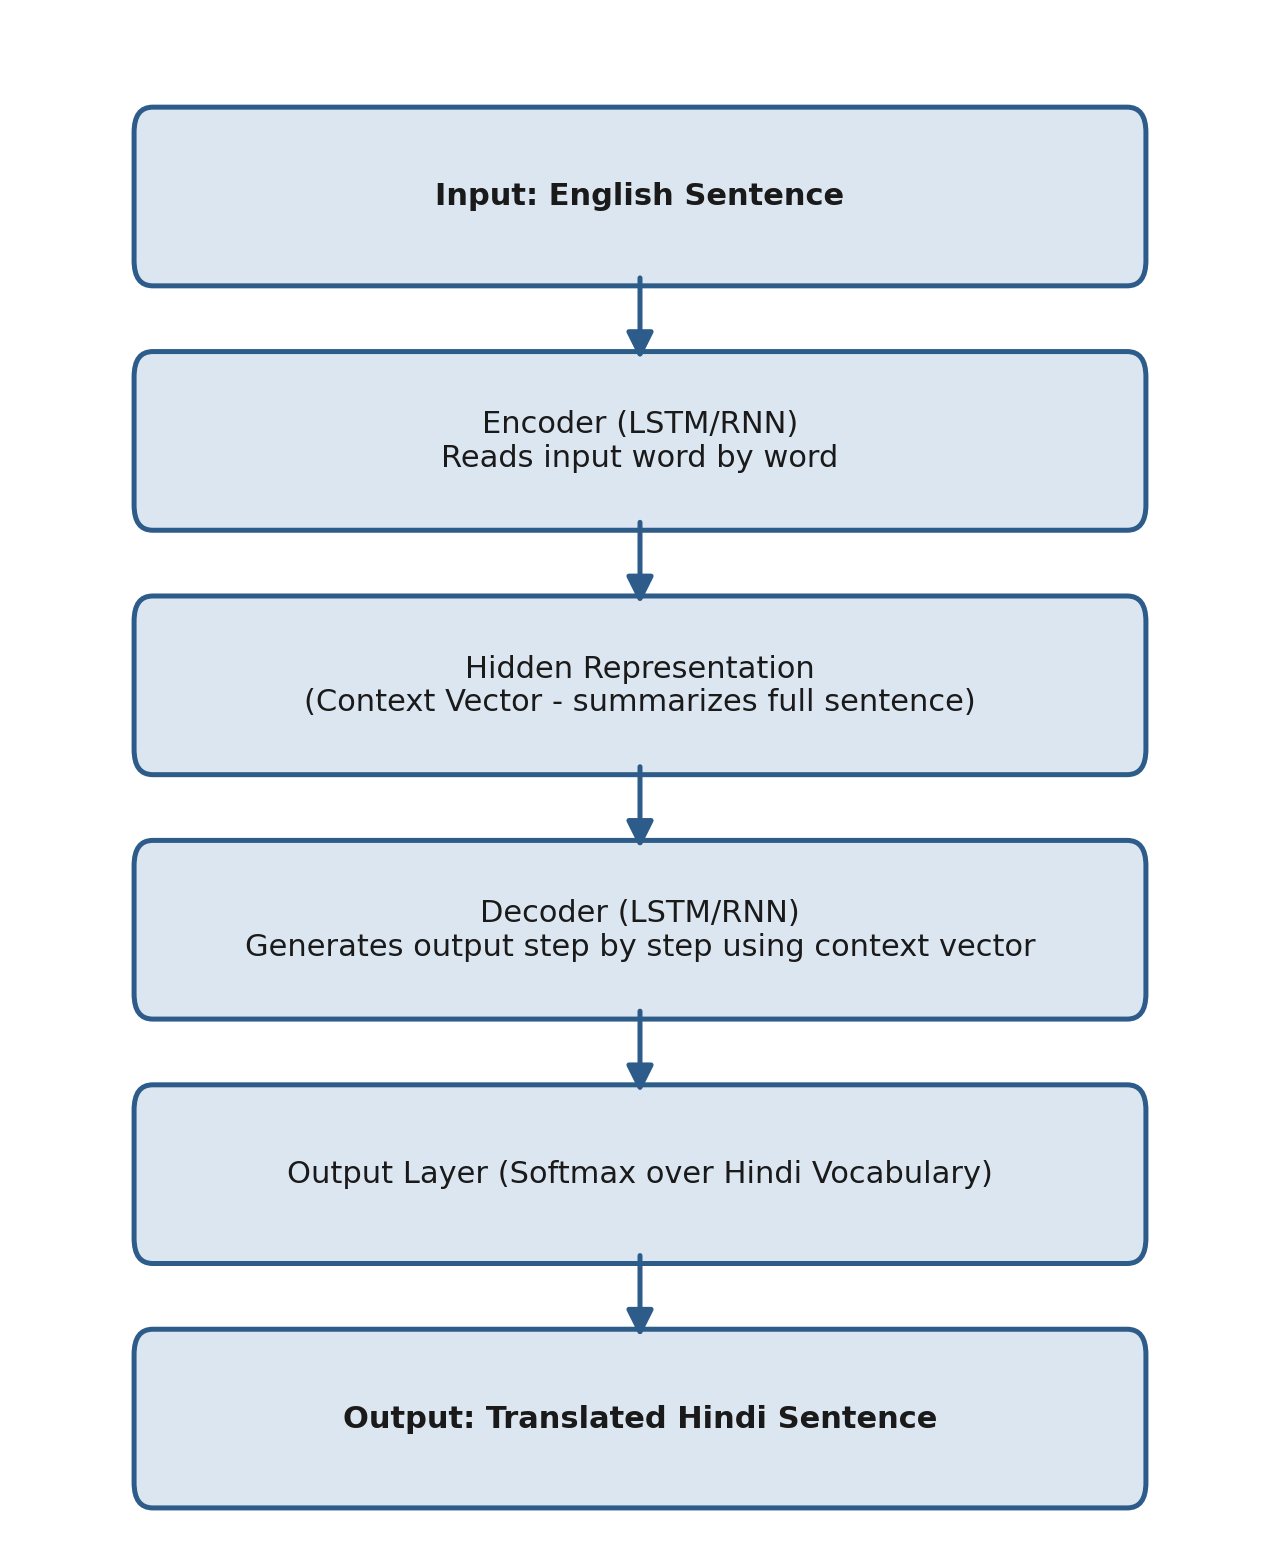 Input: English Sentence
Encoder (LSTM/RNN)
Reads input word by word
Hidden Representation
(Context Vector - summarizes full sentence)
Decoder (LSTM/RNN)
Generates output step by step using context vector
Output Layer (Softmax over Hindi Vocabulary)
Output: Translated Hindi Sentence